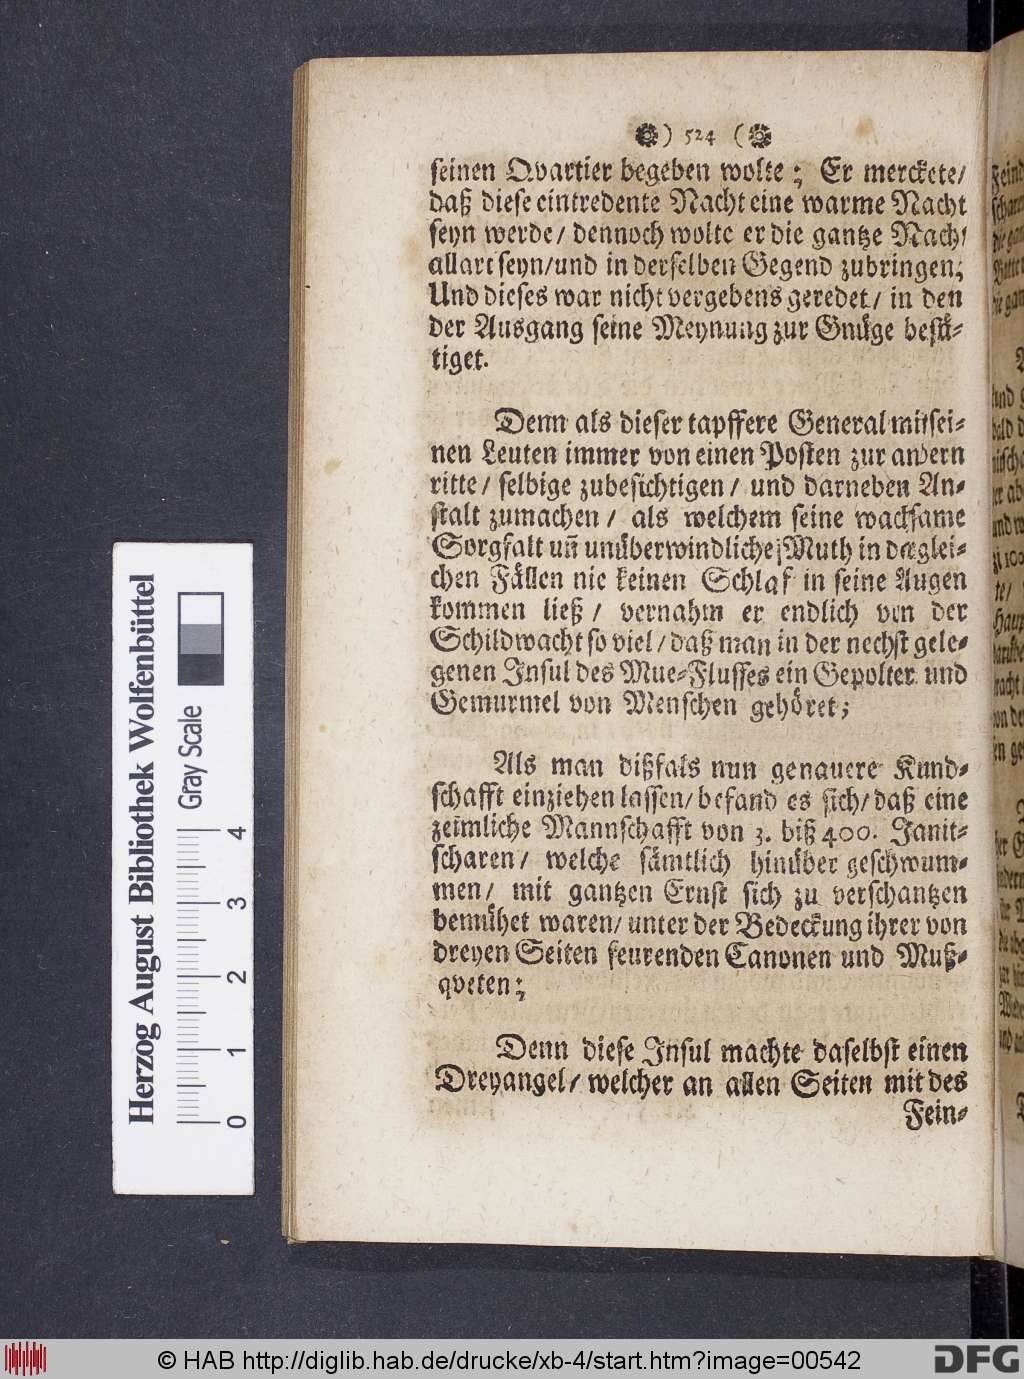 ) 524 (
seinen Qvartier begeben wolte; Er merckete/
daß diese eintredente Nacht eine warme Nacht
seyn werde/ dennoch wolte er die gantze Nach
allart seyn/und in derselben Gegend zubringen;
Und dieses war nicht vergebens geredet/ in den
der Ausgang seine Meynung zur Gnüge bestä-
tiget.
Denn als dieser tapffere General mit sei-
nen Leuten immer von einen Posten zur andern
ritte/ selbige zubesichtigen/ und darneben An-
stalt zumachen/ als welchem seine wachsame
Sorgfalt uñ unüberwindliche Muth in derglei-
chen Fällen nie keinen Schlaf in seine Augen
kommen ließ/ vernahm er endlich von der
Schildwacht so viel/ daß man in der nechst gele-
genen Insul des Mue-Flusses ein Gepolter und
Gemurmel von Menschen gehöret;
Als man dißfals nun genauere Kund-
schafft einziehen lassen/ befand es sich/ daß eine
zeimliche Mannschafft von 3. biß 400. Janit-
scharen/ welche sämtlich hinüber geschwum-
men/ mit gantzen Ernst sich zu verschantzen
bemühet waren/ unter der Bedeckung ihrer von
dreyen Seiten feurenden Canonen und Muß-
qveten;
Denn diese Insul machte daselbst einen
Dreyangel/ welcher an allen Seiten mit des
Fein-
Herzog August Bibliothek Wolfenbüttel
Gray Scale
0 1 2 3 4
© HAB http://diglib.hab.de/drucke/xb-4/start.htm?image=00542
DFG